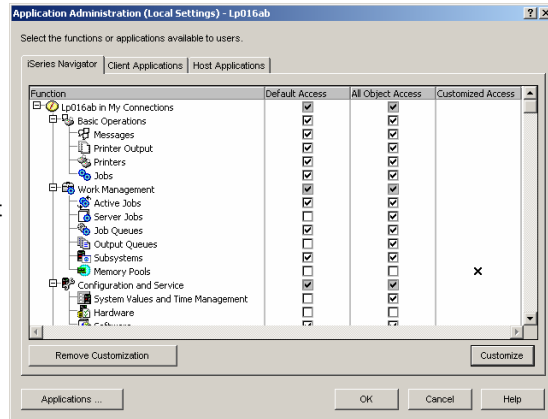 Application Administration (Local Settings) - Lp016ab
Select the functions or applications available to users.
iSeries Navigator Client Applications Host Applications
Function Default Access All Object Access Customized Access
Lp016ab in My Connections
Basic Operations
Messages
Printer Output
Printers
Jobs
Work Management
Active Jobs
Server Jobs
Job Queues
Output Queues
Subsystems
Memory Pools
Configuration and Service
System Values and Time Management
Hardware
Software
Remove Customization Customize
Applications ... OK Cancel Help